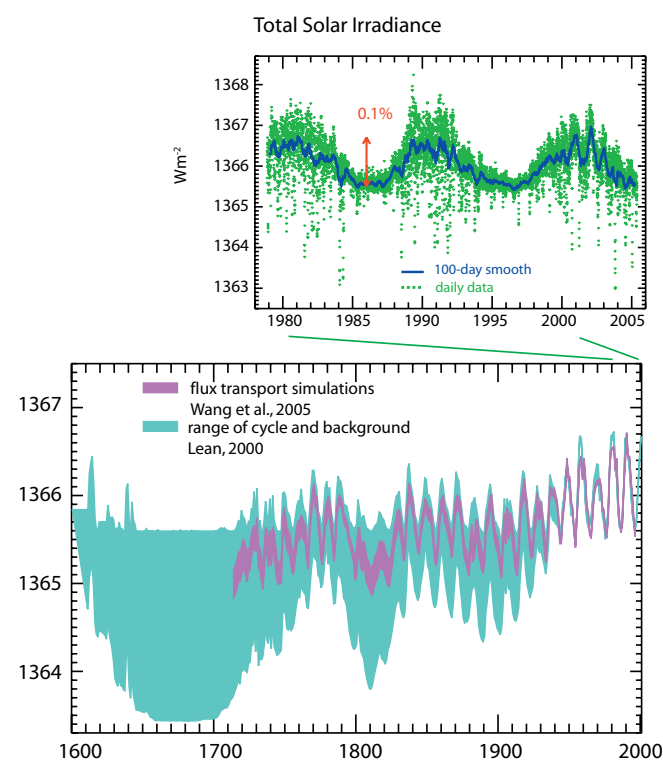 Total Solar Irradiance
1368
1367
1366
1365
1364
1363
Wm-2
0.1%
100-day smooth
daily data
1980 1985 1990 1995 2000 2005
1367
1366
1365
1364
flux transport simulations
Wang et al., 2005
range of cycle and background
Lean, 2000
1600 1700 1800 1900 2000